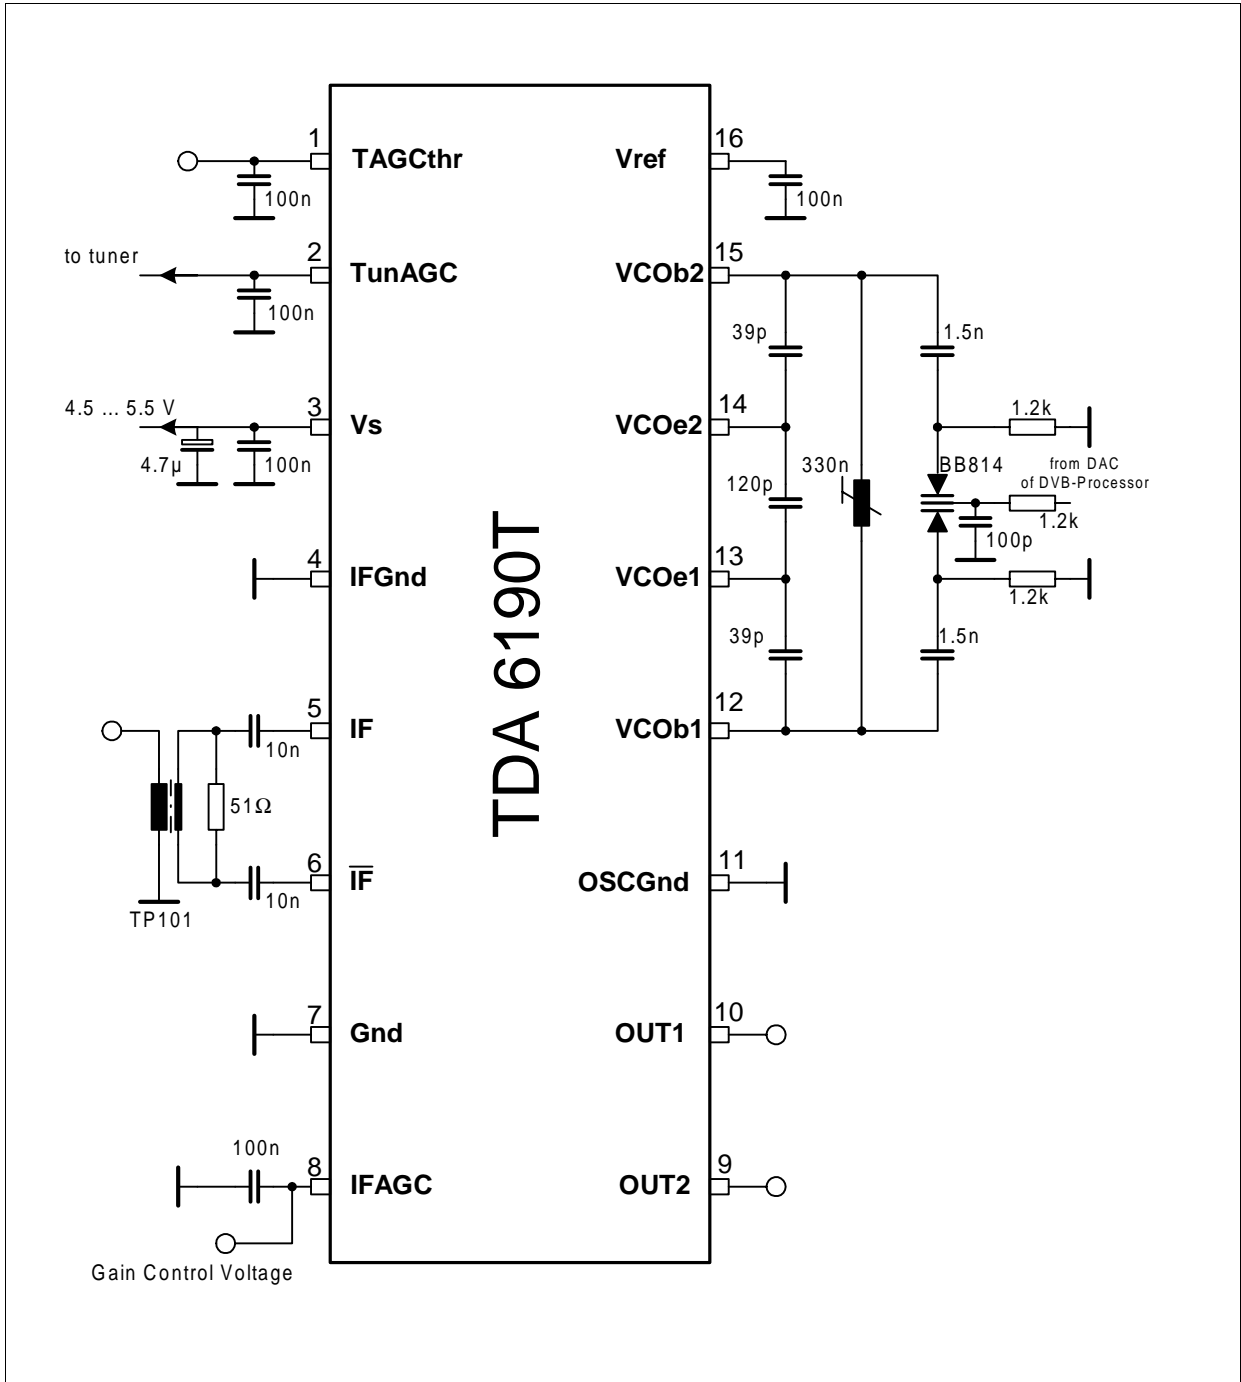 1
TAGCthr
Vref
16
100n
100n
to tuner
2
TunAGC
VCOb2
15
100n
39p
1.5n
4.5 ... 5.5 V
3
Vs
VCOe2
14
1.2k
4.7µ
100n
330n
BB814
from DAC
of DVB-Processor
120p
1.2k
100p
4
IFGnd
VCOe1
13
1.2k
39p
1.5n
TDA 6190T
5
IF
VCOb1
12
10n
51Ω
6
IF
OSCGnd
11
10n
TP101
7
Gnd
OUT1
10
100n
8
IFAGC
OUT2
9
Gain Control Voltage